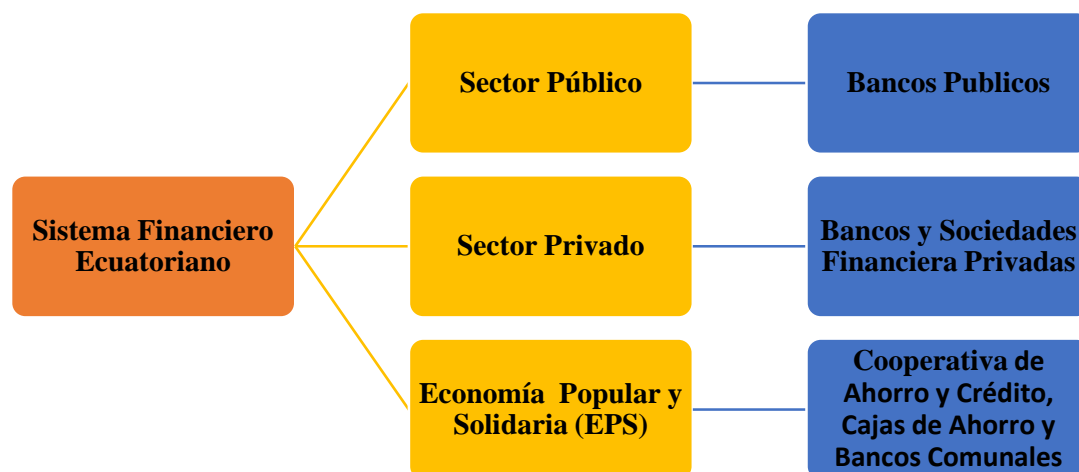 Sector Público
Bancos Publicos
Sistema Financiero
Ecuatoriano
Sector Privado
Bancos y Sociedades
Financiera Privadas
Economía Popular y
Solidaria (EPS)
Cooperativa de
Ahorro y Crédito,
Cajas de Ahorro y
Bancos Comunales